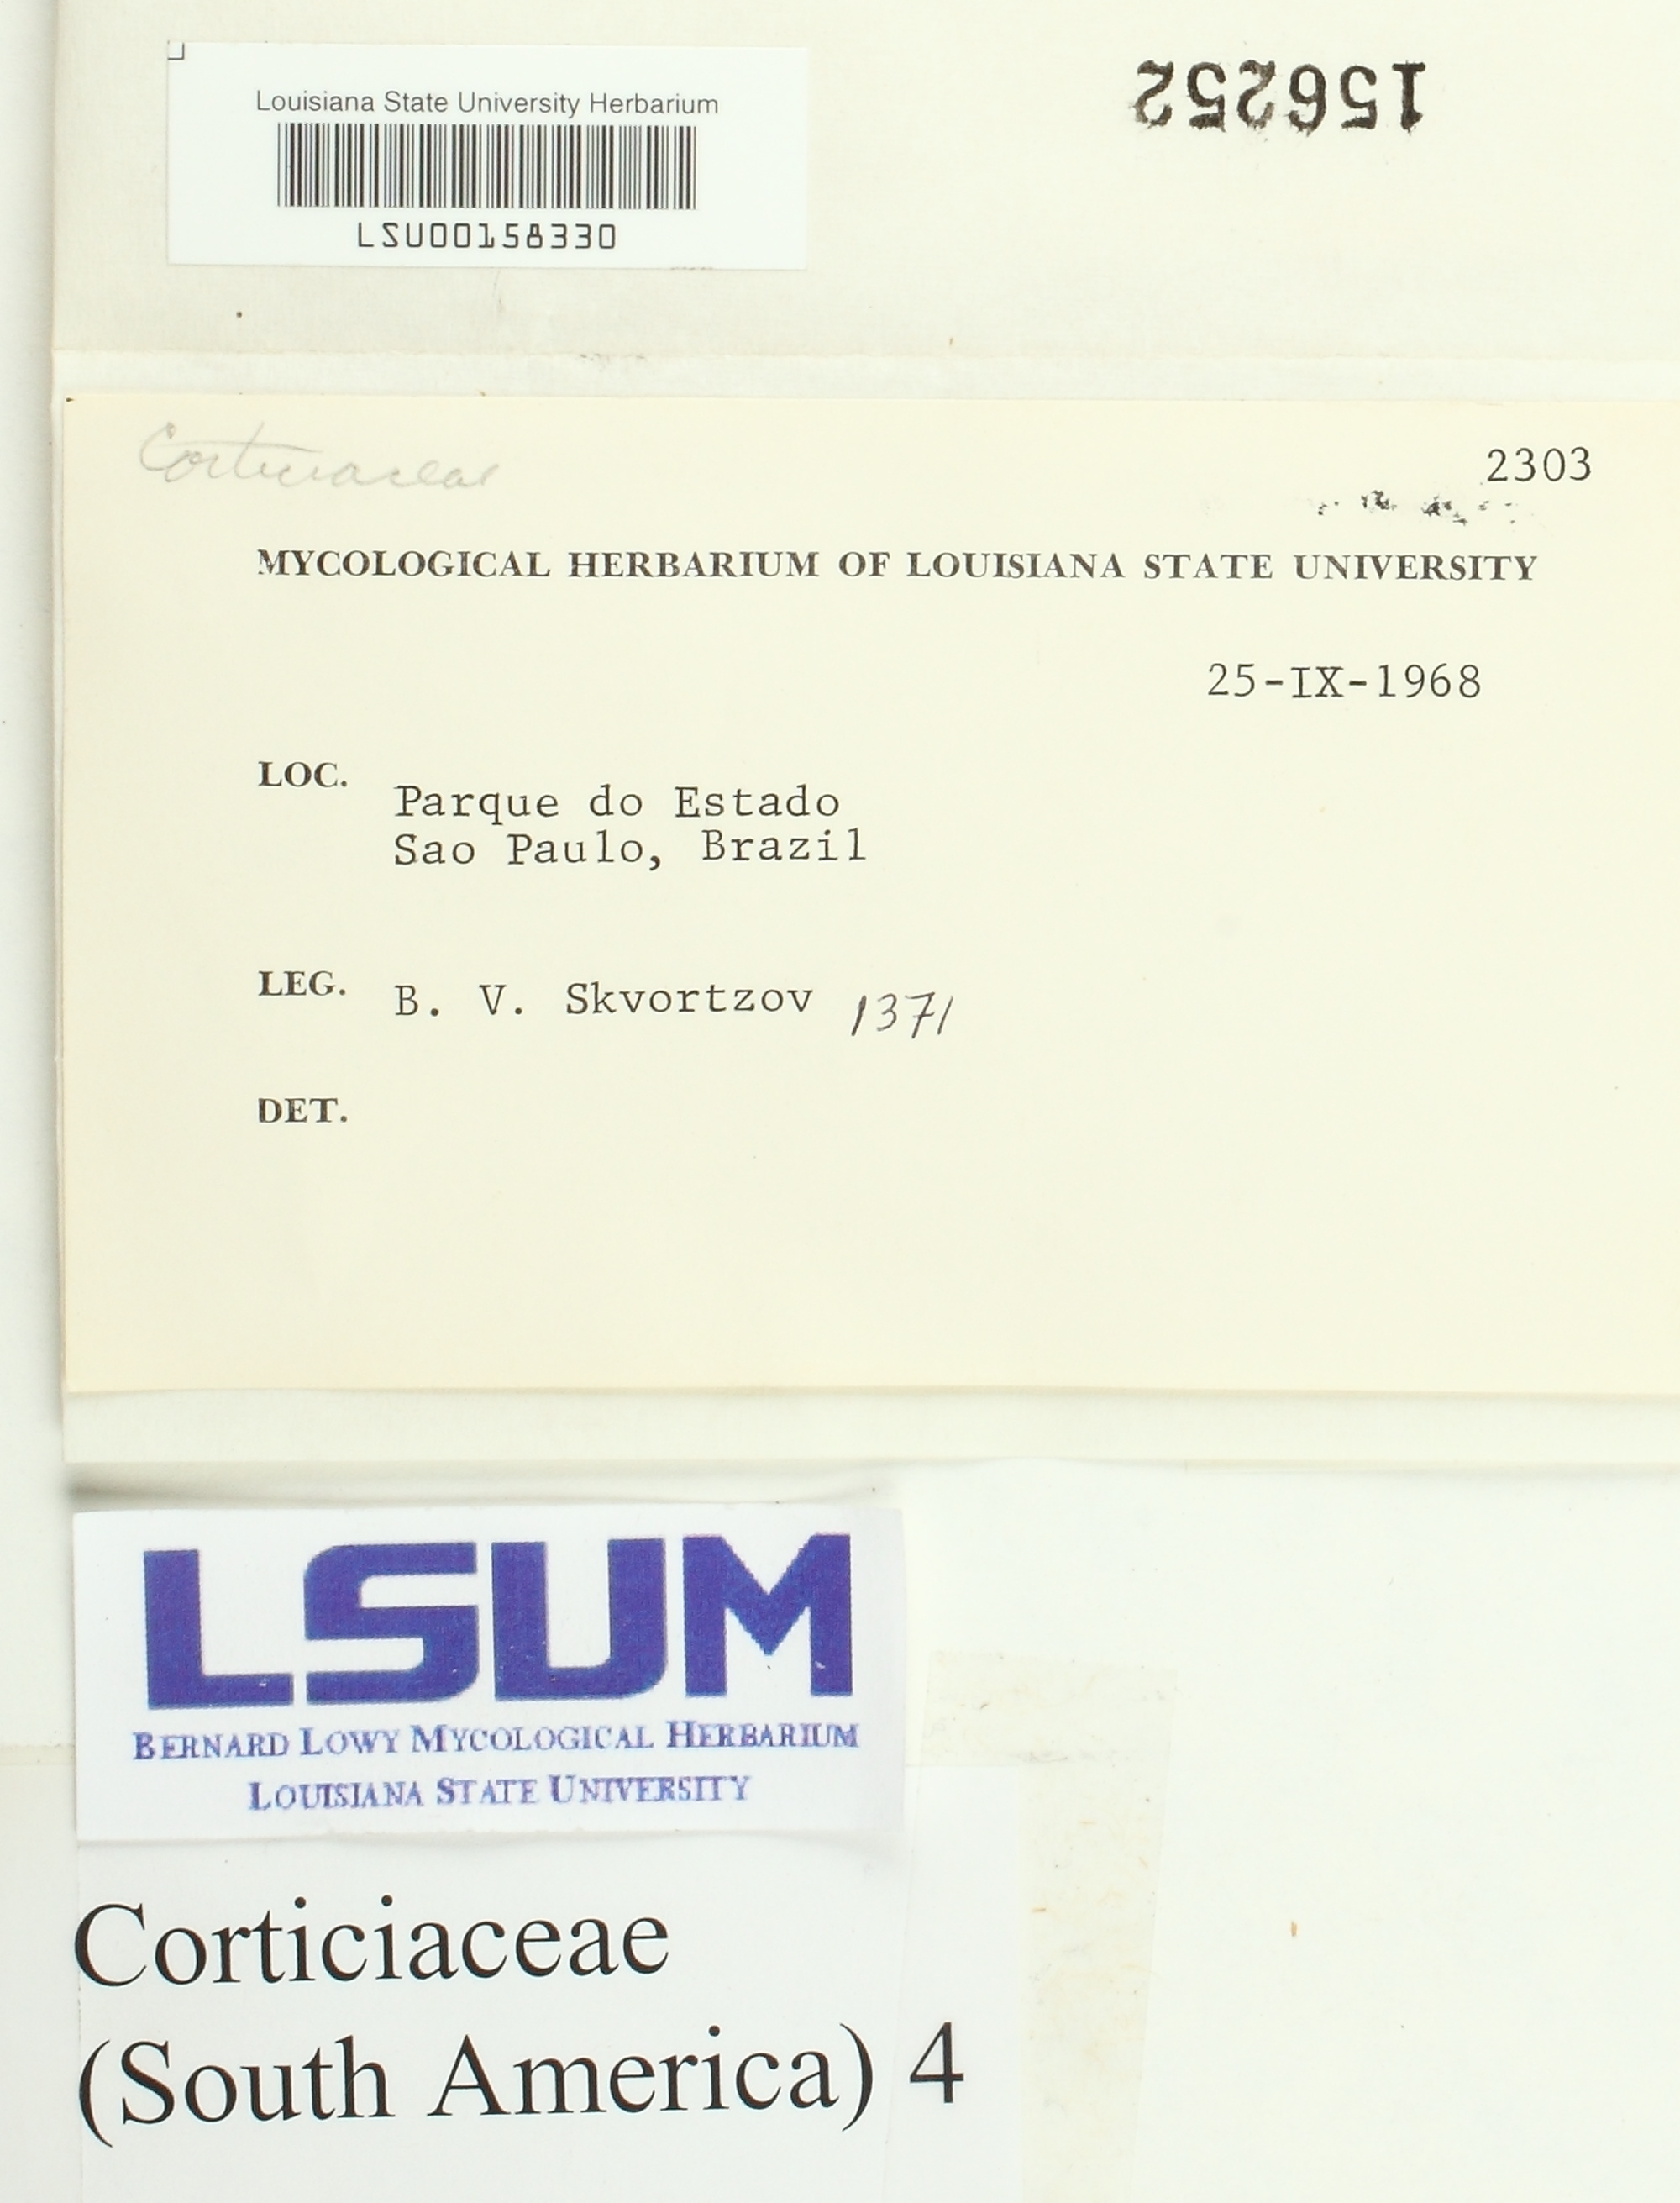 Louisiana State University Herbarium
LSU00158330
156252
Corticiaceae
2303
MYCOLOGICAL HERBARIUM OF LOUISIANA STATE UNIVERSITY
25-IX-1968
LOC. Parque do Estado
Sao Paulo, Brazil
LEG. B. V. Skvortzov 1371
DET.
LSUM
BERNARD LOWY MYCOLOGICAL HERBARIUM
LOUISIANA STATE UNIVERSITY
Corticiaceae
(South America) 4